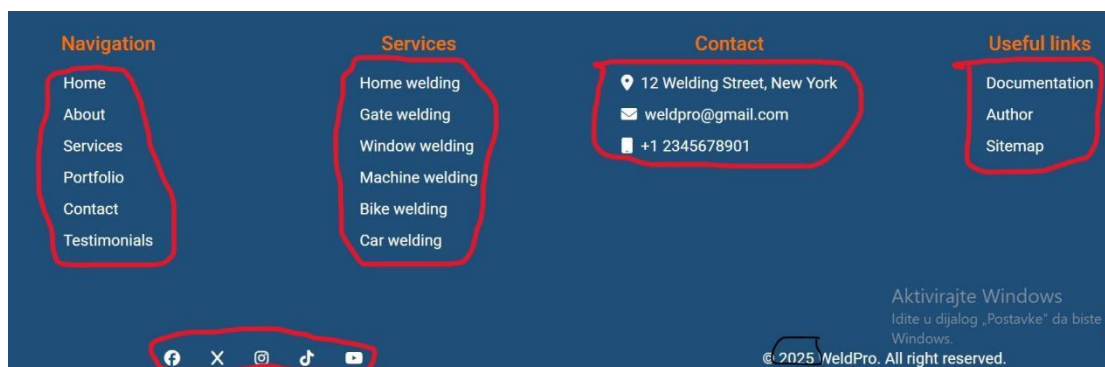 Navigation
Home
About
Services
Portfolio
Contact
Testimonials
Services
Home welding
Gate welding
Window welding
Machine welding
Bike welding
Car welding
Contact
12 Welding Street, New York
weldpro@gmail.com
+1 2345678901
Useful links
Documentation
Author
Sitemap
Aktivirajte Windows
Idite u dijalog „Postavke“ da biste
Windows.
© 2025 WeldPro. All right reserved.